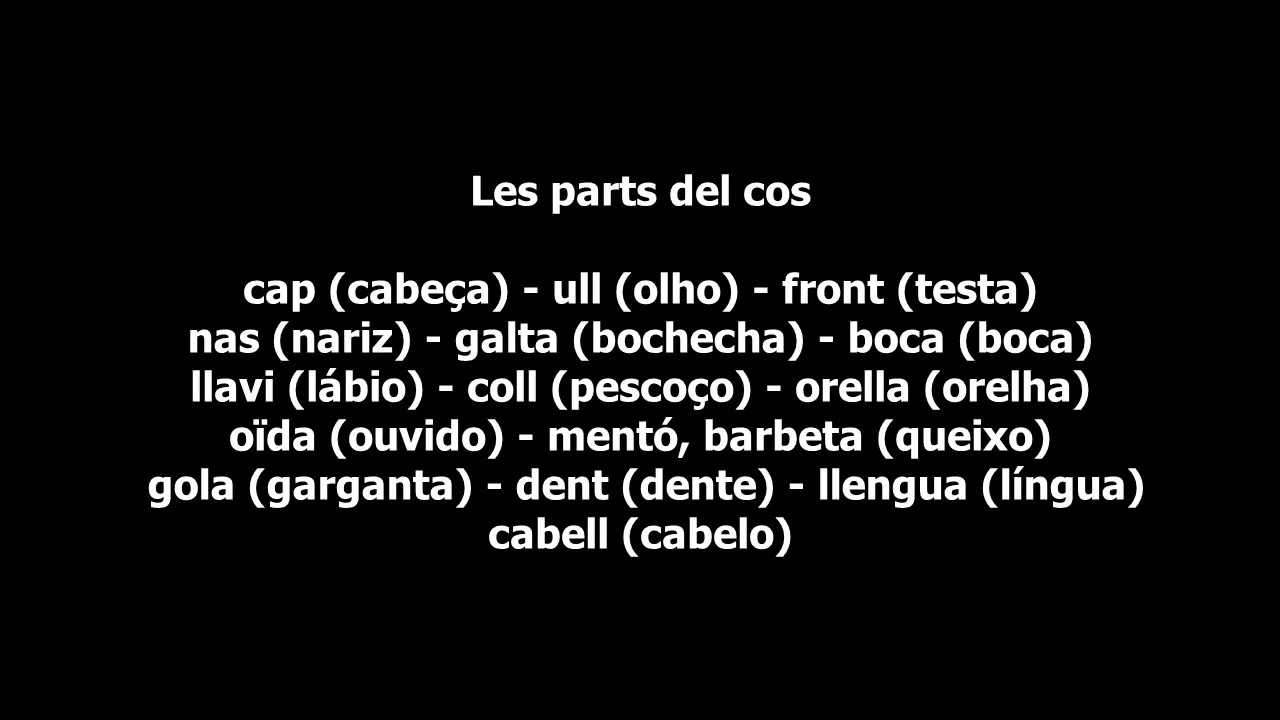 Les parts del cos
cap (cabeça) - ull (olho) - front (testa)
nas (nariz) - galta (bochecha) - boca (boca)
llavi (lábio) - coll (pescoço) - orella (orelha)
oïda (ouvido) - mentó, barbeta (queixo)
gola (garganta) - dent (dente) - llengua (língua)
cabell (cabelo)